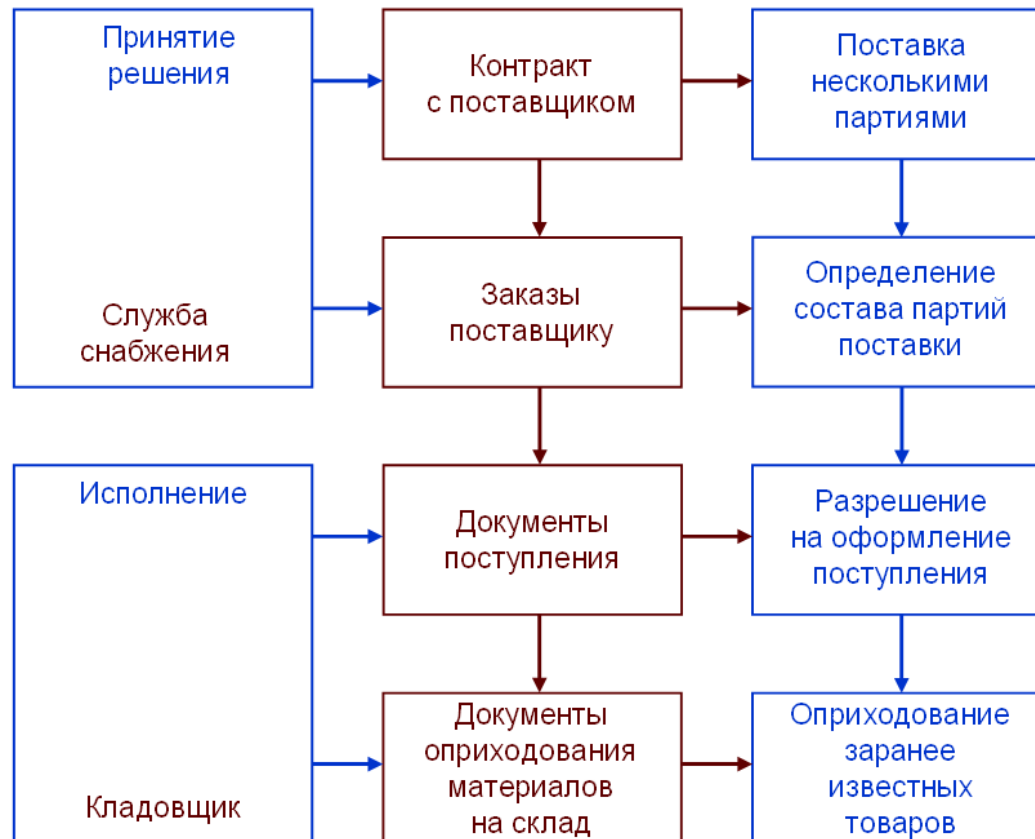 Принятие
решения
Служба
снабжения
Контракт
с поставщиком
Поставка
несколькими
партиями
Заказы
поставщику
Определение
состава партий
поставки
Исполнение
Кладовщик
Документы
поступления
Разрешение
на оформление
поступления
Документы
оприходования
материалов
на склад
Оприходование
заранее
известных
товаров